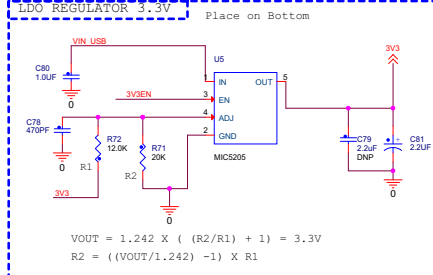 LDO REGULATOR 3.3V
Place on Bottom
VIN_USB
3V3
C80
1.0UF
0
U5
1 IN OUT 5
3V3EN
3 EN
4 ADJ
2 GND
MIC5205
C78
470PF
0
R72
12.0K
R1
R71
20K
R2
3V3
0
C79
2.2uF
DNP
C81
2.2UF
0
VOUT = 1.242 X ( (R2/R1) + 1) = 3.3V
R2 = ((VOUT/1.242) -1) X R1